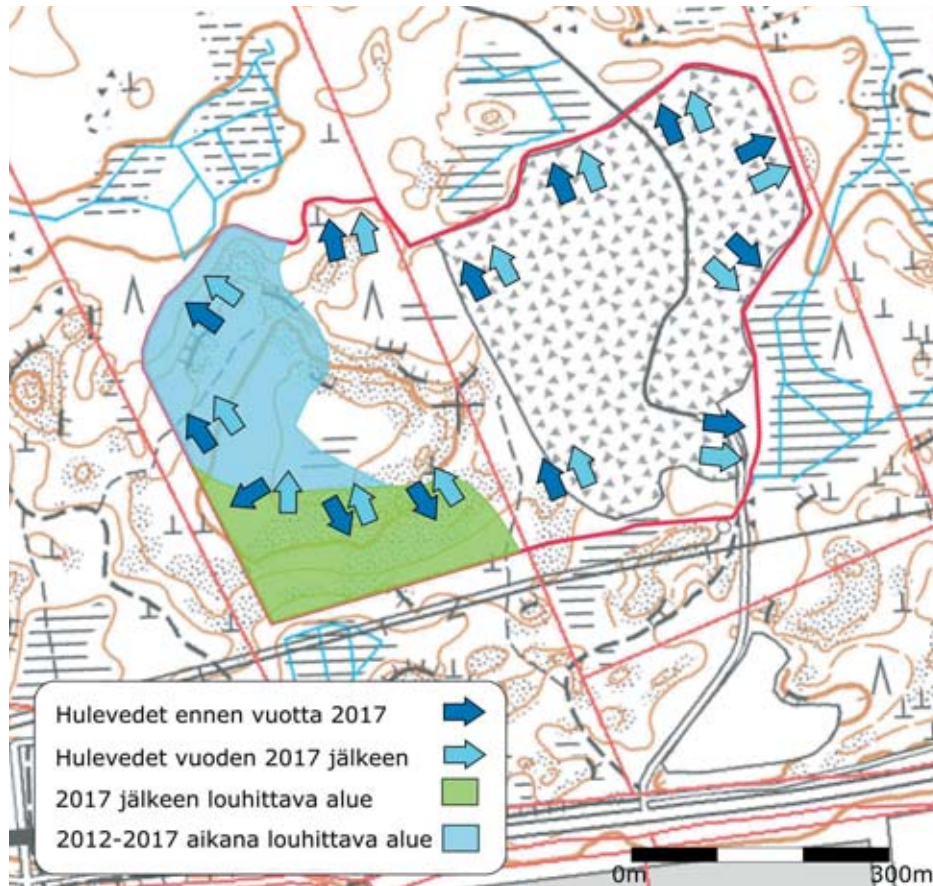 Hulevedet ennen vuotta 2017
Hulevedet vuoden 2017 jälkeen
2017 jälkeen louhittava alue
2012-2017 aikana louhittava alue
0m 300m